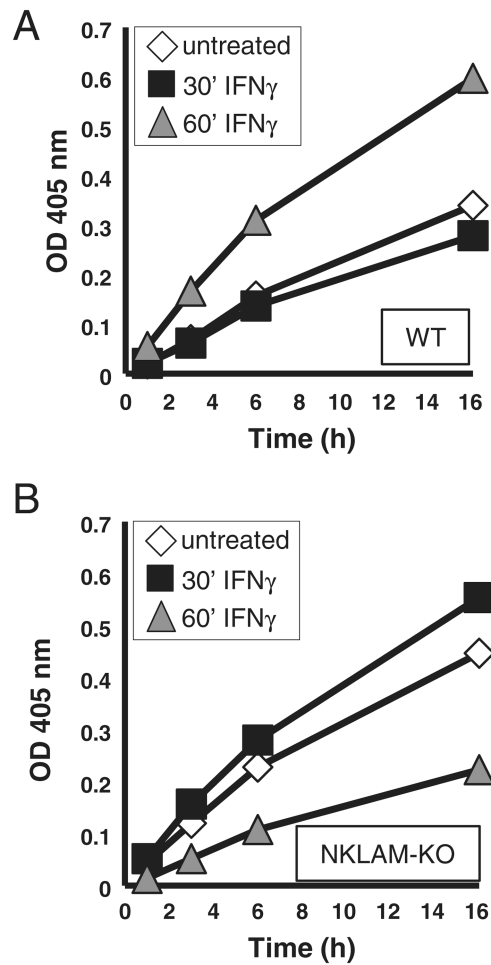 A
0.7
0.6
0.5
0.4
0.3
0.2
0.1
0
OD 405 nm
untreated
30' IFNγ
60' IFNγ
WT
0 2 4 6 8 10 12 14 16
Time (h)
B
0.7
0.6
0.5
0.4
0.3
0.2
0.1
0
OD 405 nm
untreated
30' IFNγ
60' IFNγ
NKLAM-KO
0 2 4 6 8 10 12 14 16
Time (h)